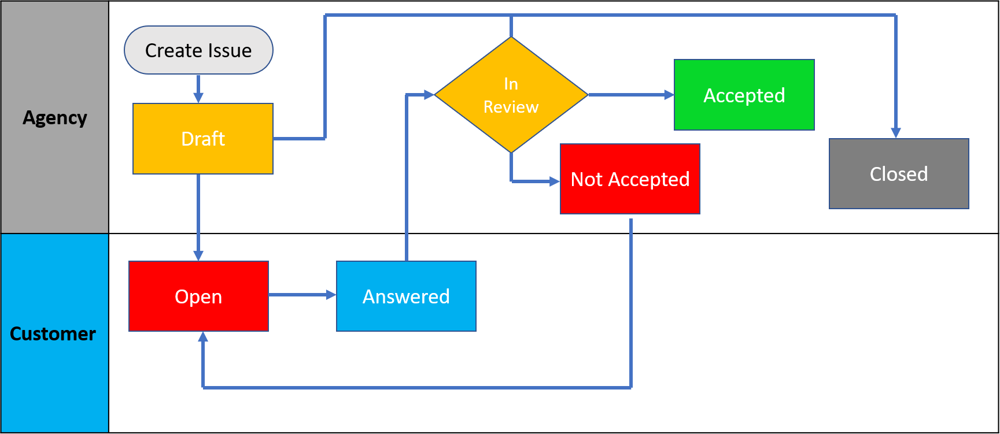 Agency
Create Issue
Draft
In
Review
Accepted
Not Accepted
Closed
Customer
Open
Answered